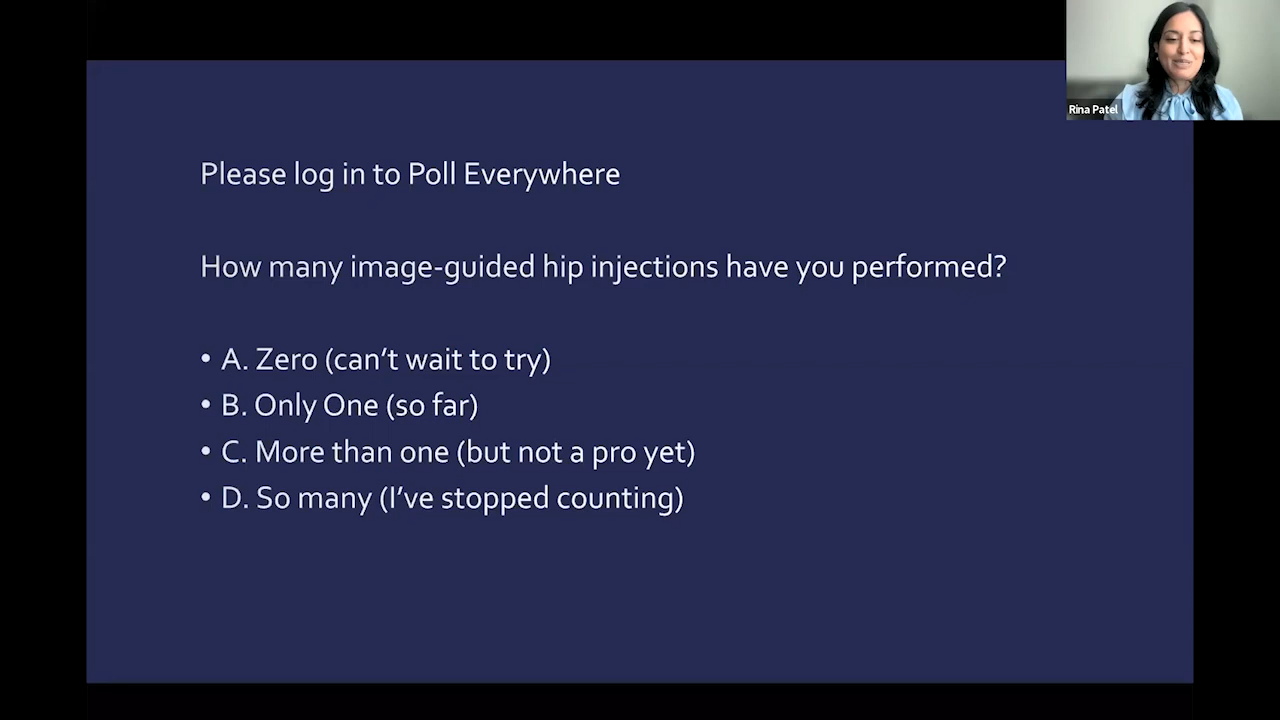 Rina Patel
Please log in to Poll Everywhere
How many image-guided hip injections have you performed?
• A. Zero (can’t wait to try)
• B. Only One (so far)
• C. More than one (but not a pro yet)
• D. So many (I’ve stopped counting)